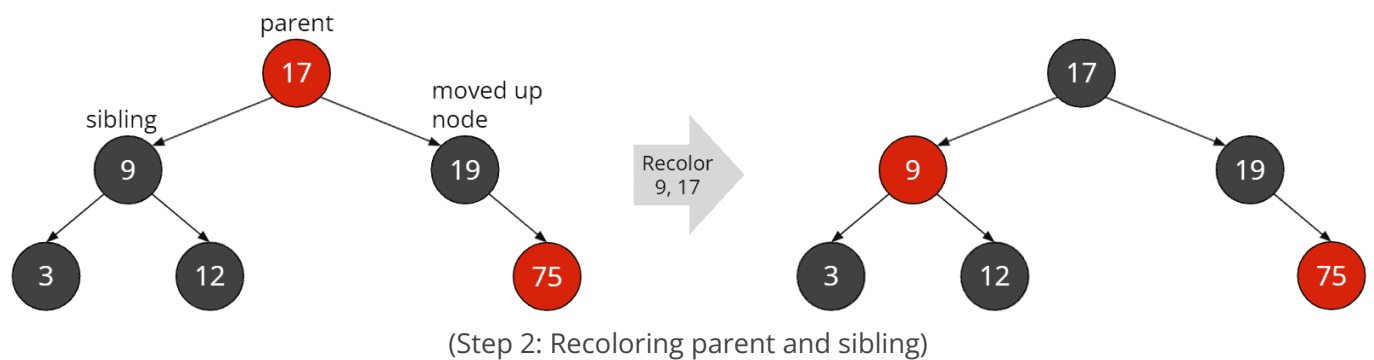 parent
17
moved up
node
sibling
9
19
3
12
75
Recolor
9, 17
17
9
19
3
12
75
(Step 2: Recoloring parent and sibling)